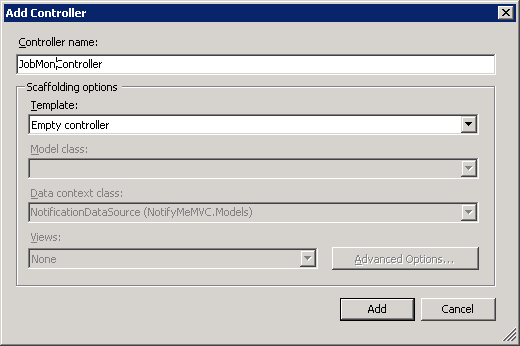 Add Controller
Controller name:
JobMonController
Scaffolding options
Template:
Empty controller
Model class:
Data context class:
NotificationDataSource (NotifyMeMVC.Models)
Views:
None
Advanced Options...
Add
Cancel